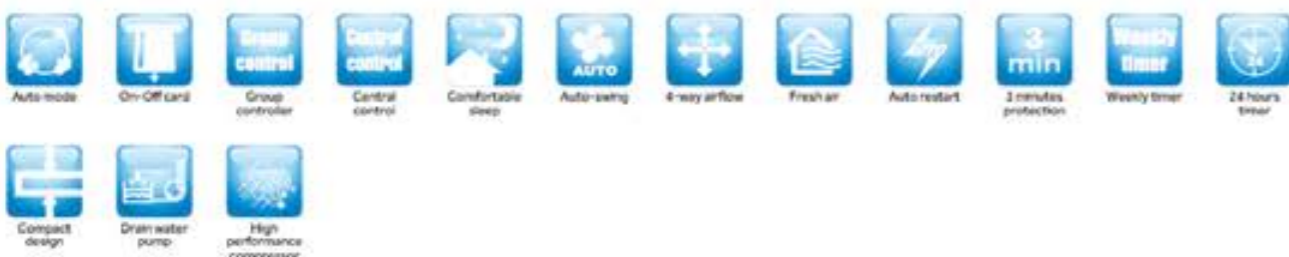 Group
control
Central
control
AUTO
3
min
Weekly
timer
24
Auto mode
On-Off card
Group
controller
Central
control
Comfortable
sleep
Auto-swing
4-way airflow
Fresh air
Auto restart
3 minutes
protection
Weekly timer
24 hours
timer
Compact
design
Drain water
pump
High
performance
compressor